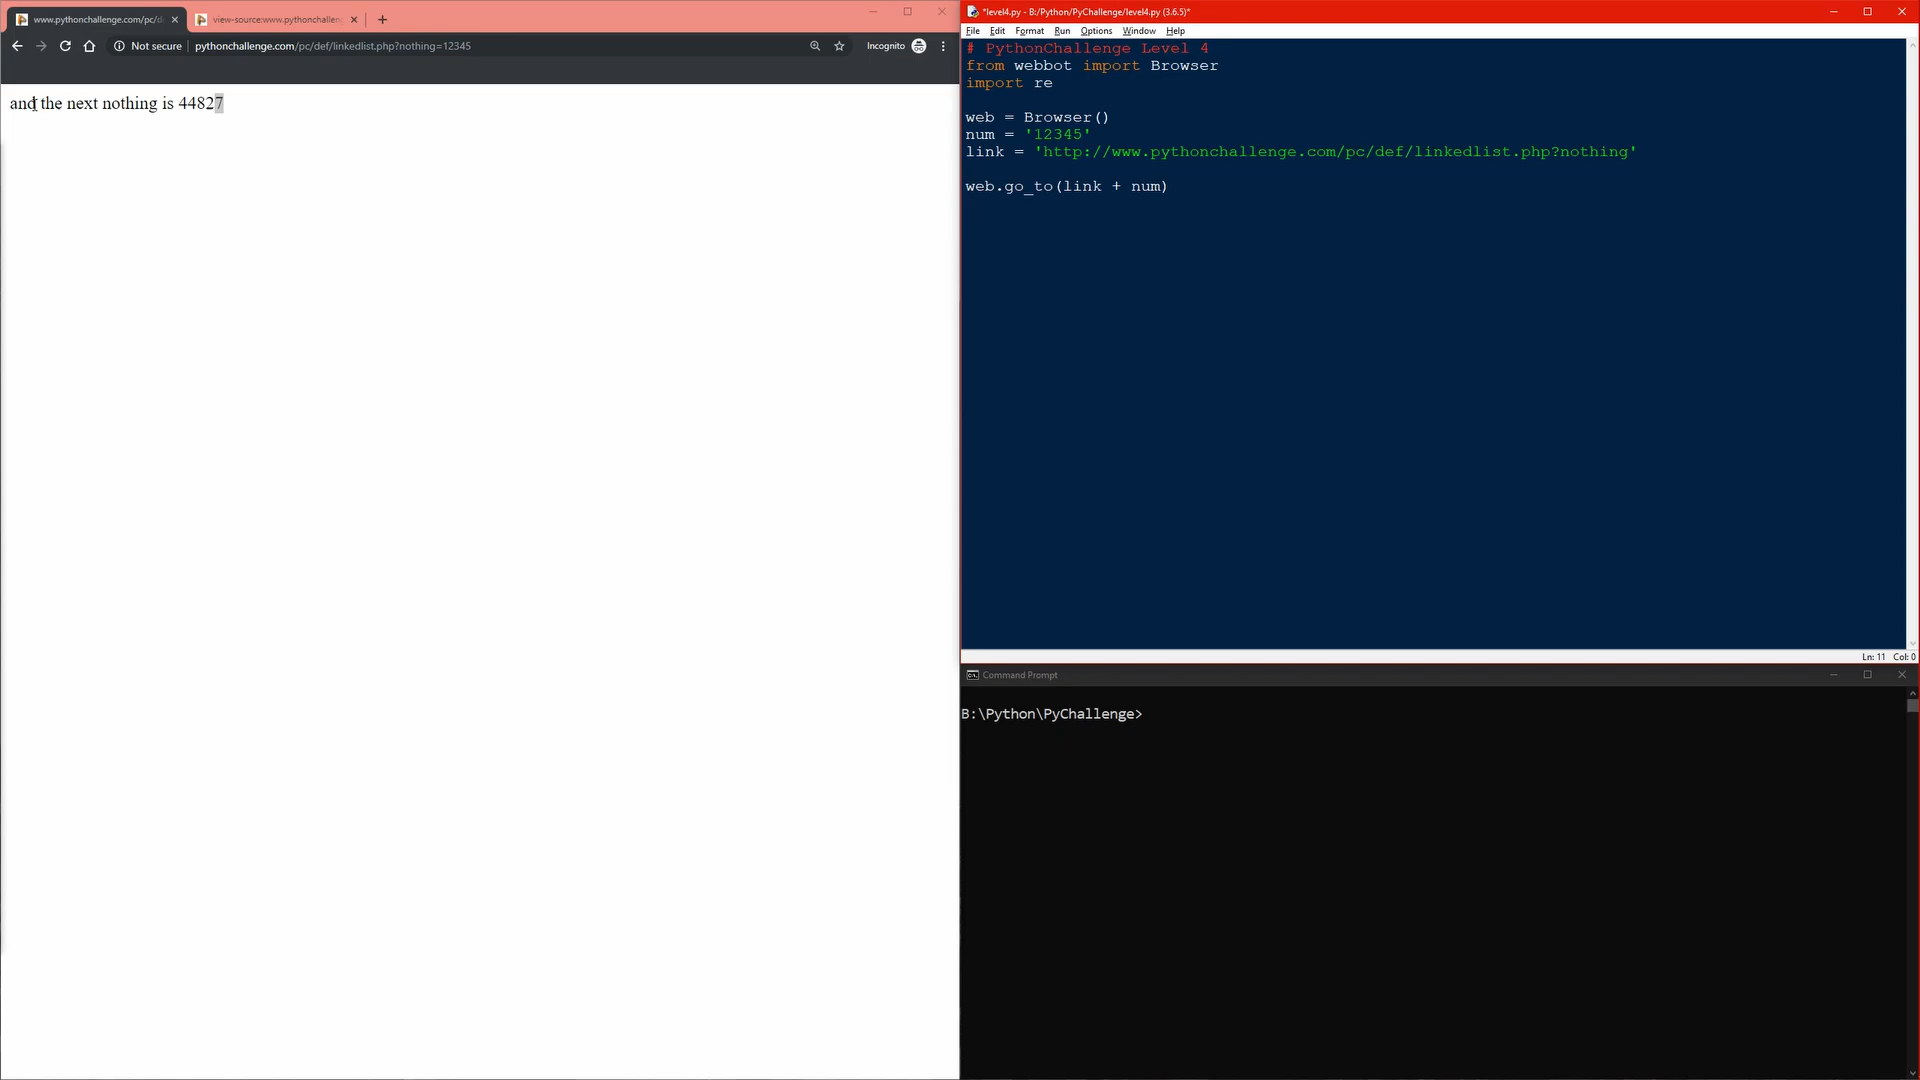 www.pythonchallenge.com/pc/d
view-source:www.pythonchalleng
Not secure
pythonchallenge.com/pc/def/linkedlist.php?nothing=12345
Incognito
and the next nothing is 44827
*level4.py - B:/Python/PyChallenge/level4.py (3.6.5)*
File Edit Format Run Options Window Help
# PythonChallenge Level 4
from webbot import Browser
import re
web = Browser()
num = '12345'
link = 'http://www.pythonchallenge.com/pc/def/linkedlist.php?nothing'
web.go_to(link + num)
Ln: 11 Col: 0
Command Prompt
B:\Python\PyChallenge>